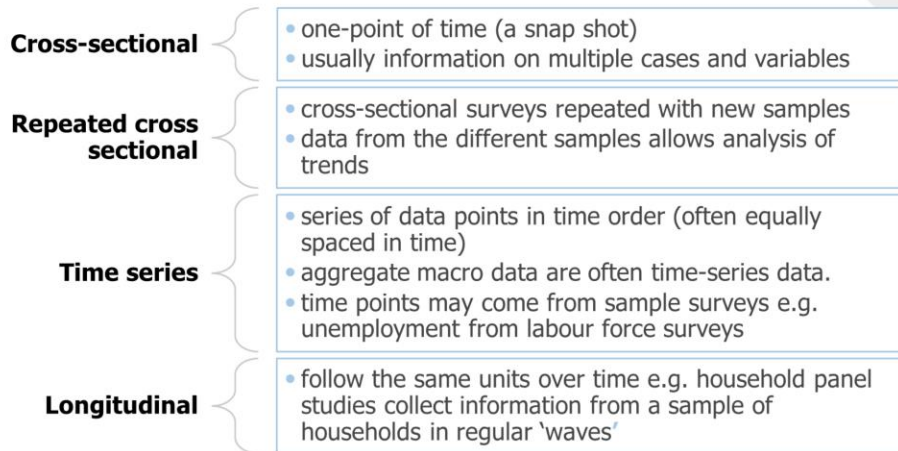 Cross-sectional
• one-point of time (a snap shot)
• usually information on multiple cases and variables
Repeated cross
sectional
• cross-sectional surveys repeated with new samples
• data from the different samples allows analysis of
trends
Time series
• series of data points in time order (often equally
spaced in time)
• aggregate macro data are often time-series data.
• time points may come from sample surveys e.g.
unemployment from labour force surveys
Longitudinal
• follow the same units over time e.g. household panel
studies collect information from a sample of
households in regular ‘waves’